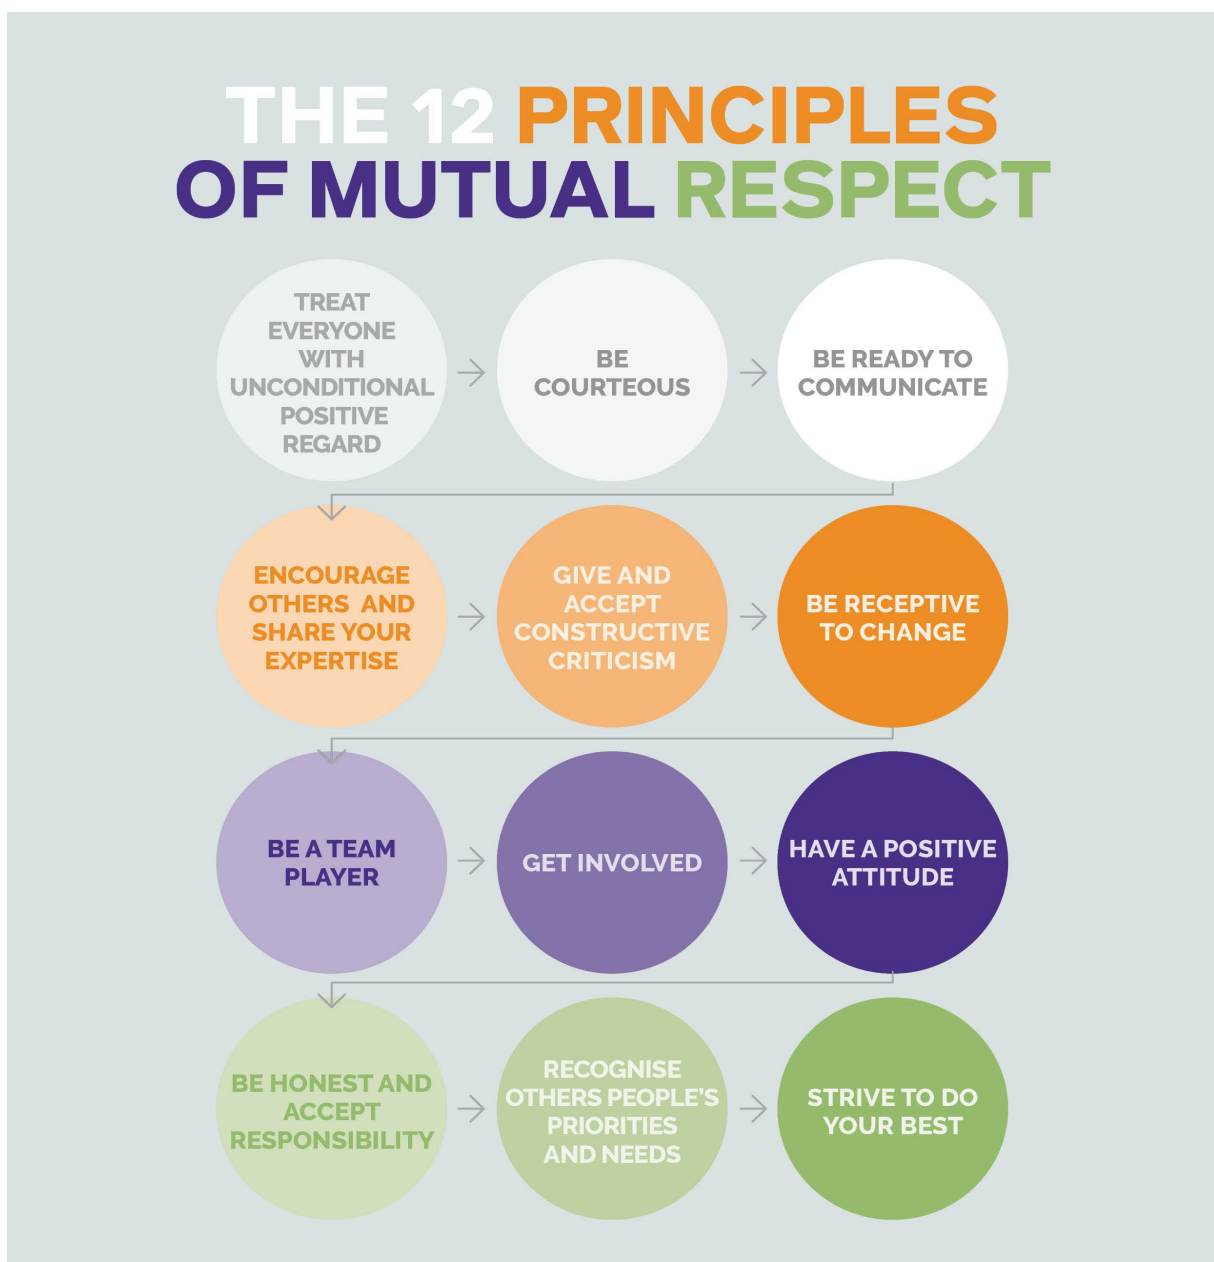 THE 12 PRINCIPLES
OF MUTUAL RESPECT
TREAT
EVERYONE
WITH
UNCONDITIONAL
POSITIVE
REGARD
BE
COURTEOUS
BE READY TO
COMMUNICATE
ENCOURAGE
OTHERS AND
SHARE YOUR
EXPERTISE
GIVE AND
ACCEPT
CONSTRUCTIVE
CRITICISM
BE RECEPTIVE
TO CHANGE
BE A TEAM
PLAYER
GET INVOLVED
HAVE A POSITIVE
ATTITUDE
BE HONEST AND
ACCEPT
RESPONSIBILITY
RECOGNISE
OTHERS PEOPLE'S
PRIORITIES
AND NEEDS
STRIVE TO DO
YOUR BEST